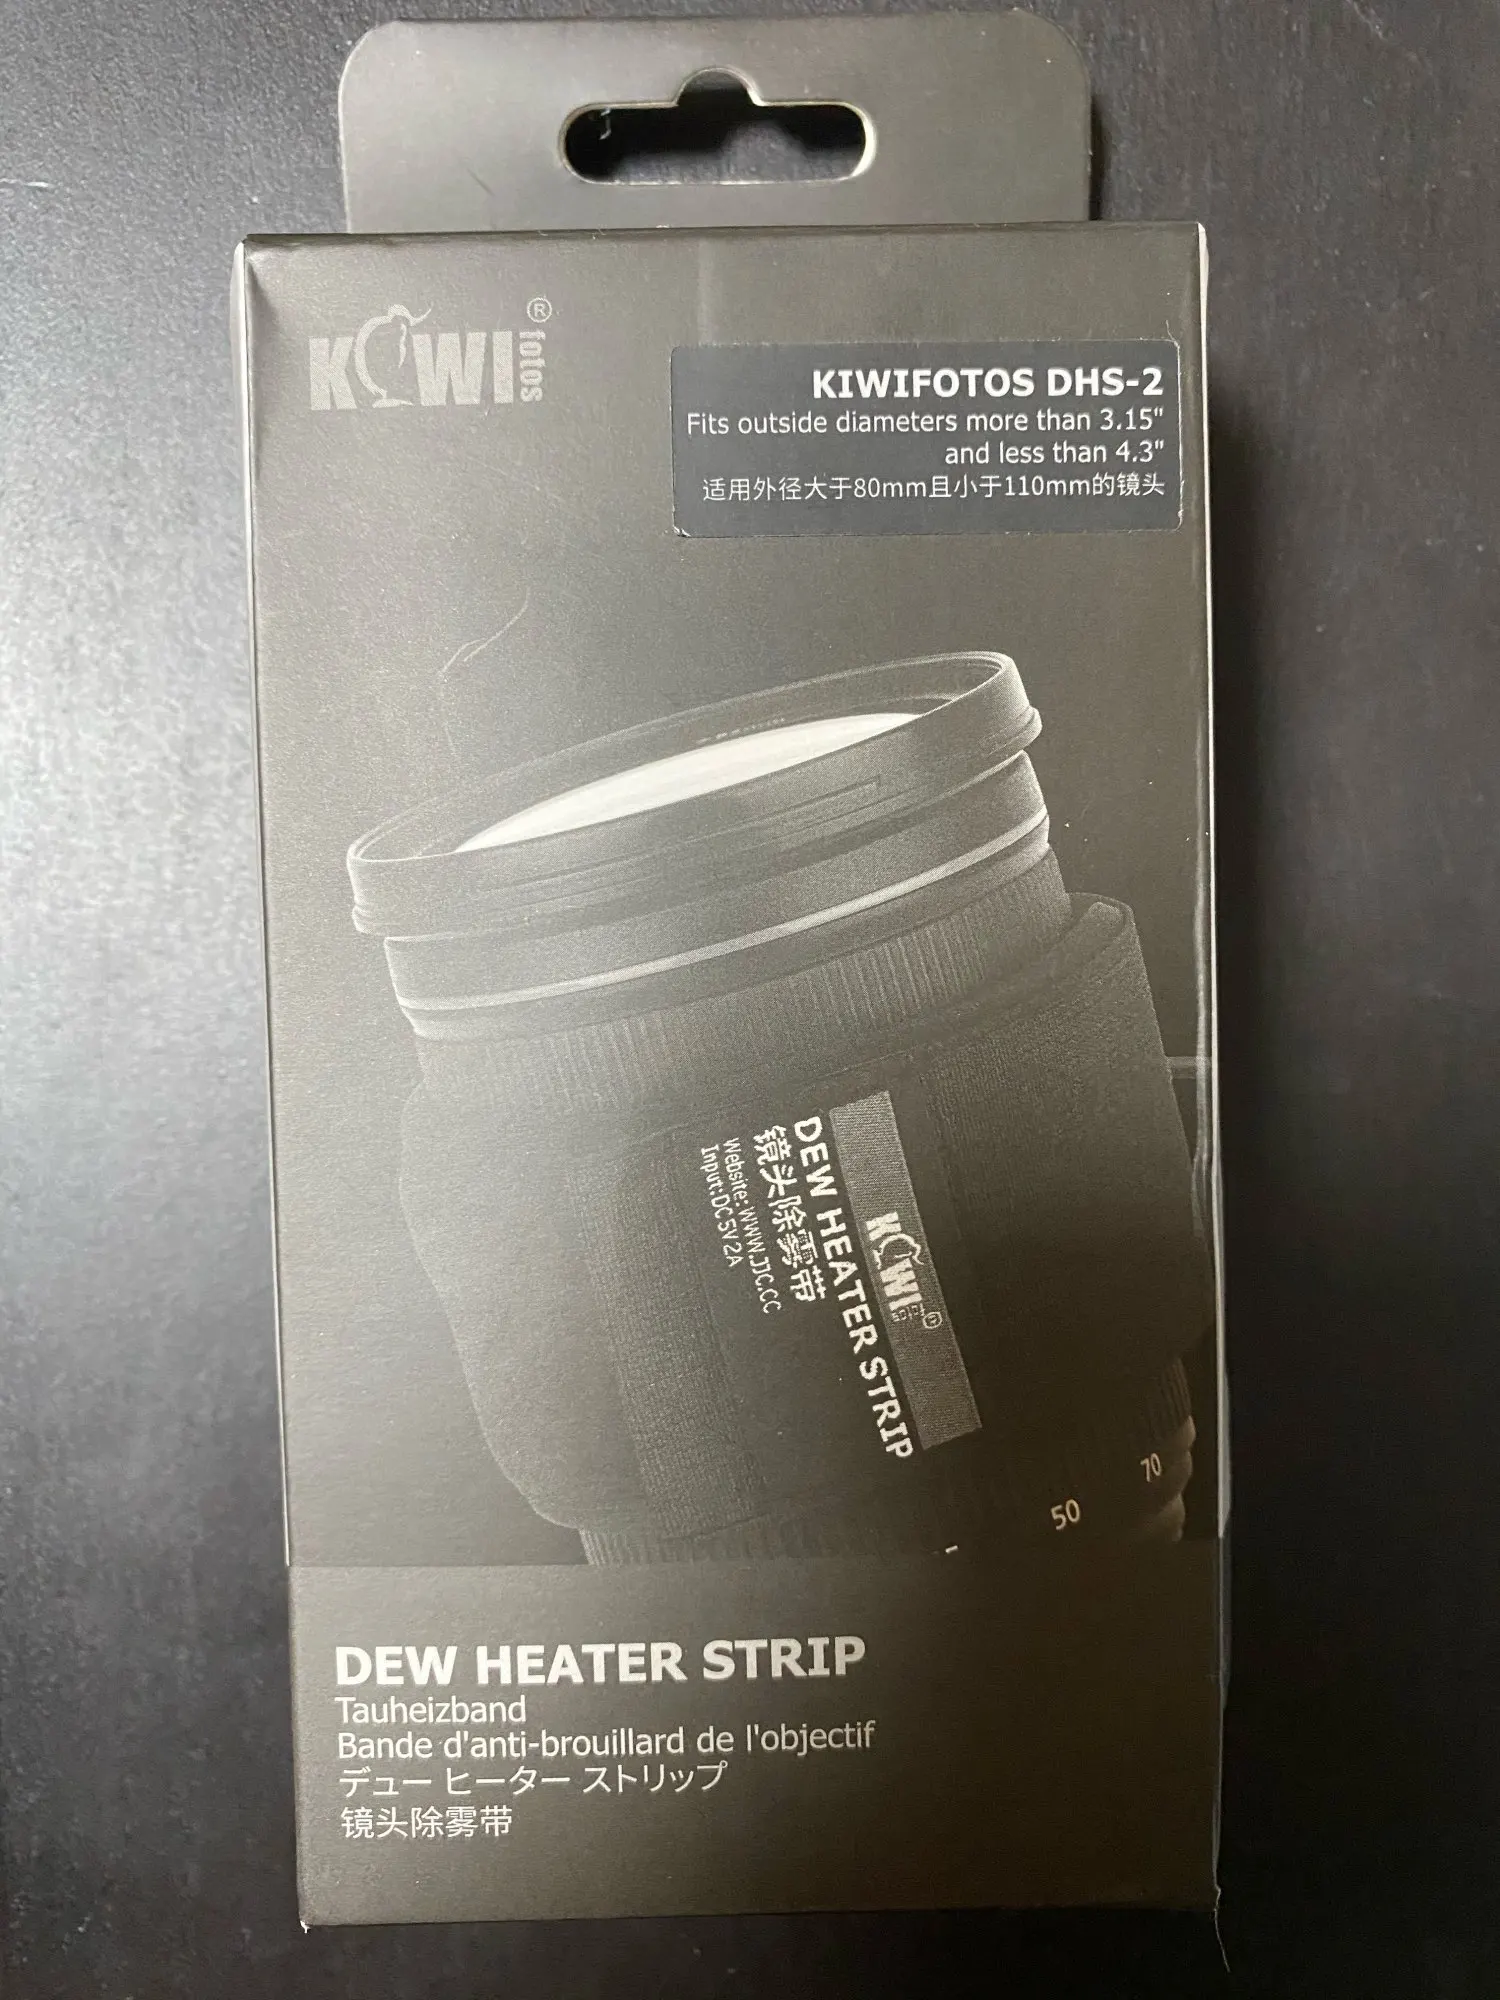 KIWI fotos®
KIWIFOTOS DHS-2
Fits outside diameters more than 3.15"
and less than 4.3"
适用外径大于80mm且小于110mm的镜头
KIWI fotos®
DEW HEATER STRIP
镜头除雾带
Website: WWW.JJC.CC
Input:DC5V2A
70
50
DEW HEATER STRIP
Tauheizband
Bande d'anti-brouillard de l'objectif
デュー ヒーター ストリップ
镜头除雾带